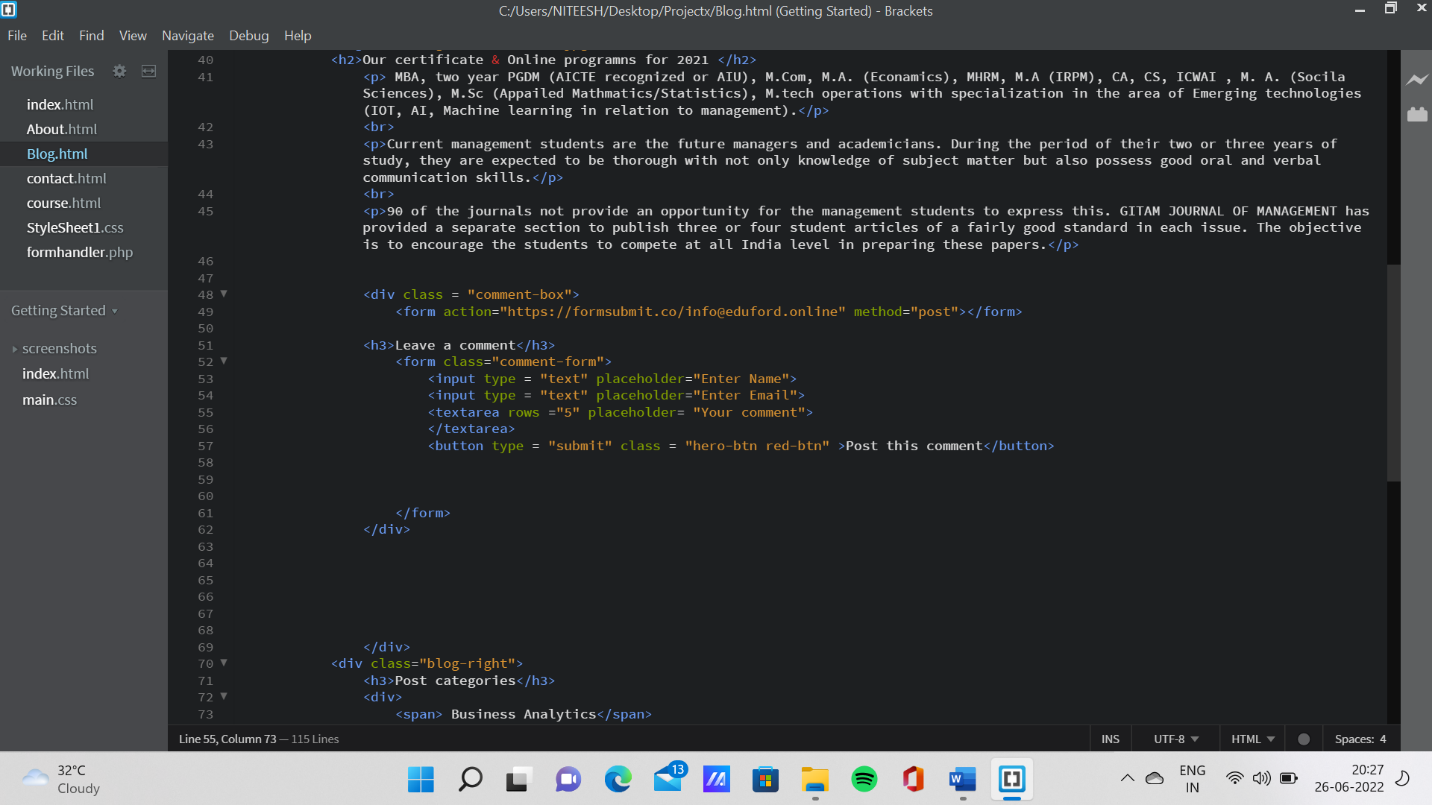 C:/Users/NITEESH/Desktop/Projectx/Blog.html (Getting Started) - Brackets
File Edit Find View Navigate Debug Help
Working Files
index.html
About.html
Blog.html
contact.html
course.html
StyleSheet1.css
formhandler.php
Getting Started
screenshots
index.html
main.css
40 <h2>Our certificate & Online programns for 2021 </h2>
41 <p> MBA, two year PGDM (AICTE recognized or AIU), M.Com, M.A. (Econamics), MHRM, M.A (IRPM), CA, CS, ICWAI , M. A. (Socila
Sciences), M.Sc (Appailed Mathmatics/Statistics), M.tech operations with specialization in the area of Emerging technologies
(IOT, AI, Machine learning in relation to management).</p>
42 <br>
43 <p>Current management students are the future managers and academicians. During the period of their two or three years of
study, they are expected to be thorough with not only knowledge of subject matter but also possess good oral and verbal
communication skills.</p>
44 <br>
45 <p>90 of the journals not provide an opportunity for the management students to express this. GITAM JOURNAL OF MANAGEMENT has
provided a separate section to publish three or four student articles of a fairly good standard in each issue. The objective
is to encourage the students to compete at all India level in preparing these papers.</p>
46
47
48 <div class = "comment-box">
49 <form action="https://formsubmit.co/info@eduford.online" method="post"></form>
50
51 <h3>Leave a comment</h3>
52 <form class="comment-form">
53 <input type = "text" placeholder="Enter Name">
54 <input type = "text" placeholder="Enter Email">
55 <textarea rows ="5" placeholder= "Your comment">
56 </textarea>
57 <button type = "submit" class = "hero-btn red-btn" >Post this comment</button>
58
59
60
61 </form>
62 </div>
63
64
65
66
67
68
69 </div>
70 <div class="blog-right">
71 <h3>Post categories</h3>
72 <div>
73 <span> Business Analytics</span>
Line 55, Column 73 — 115 Lines
INS UTF-8 HTML Spaces: 4
32°C
Cloudy
13
ENG
IN
20:27
26-06-2022